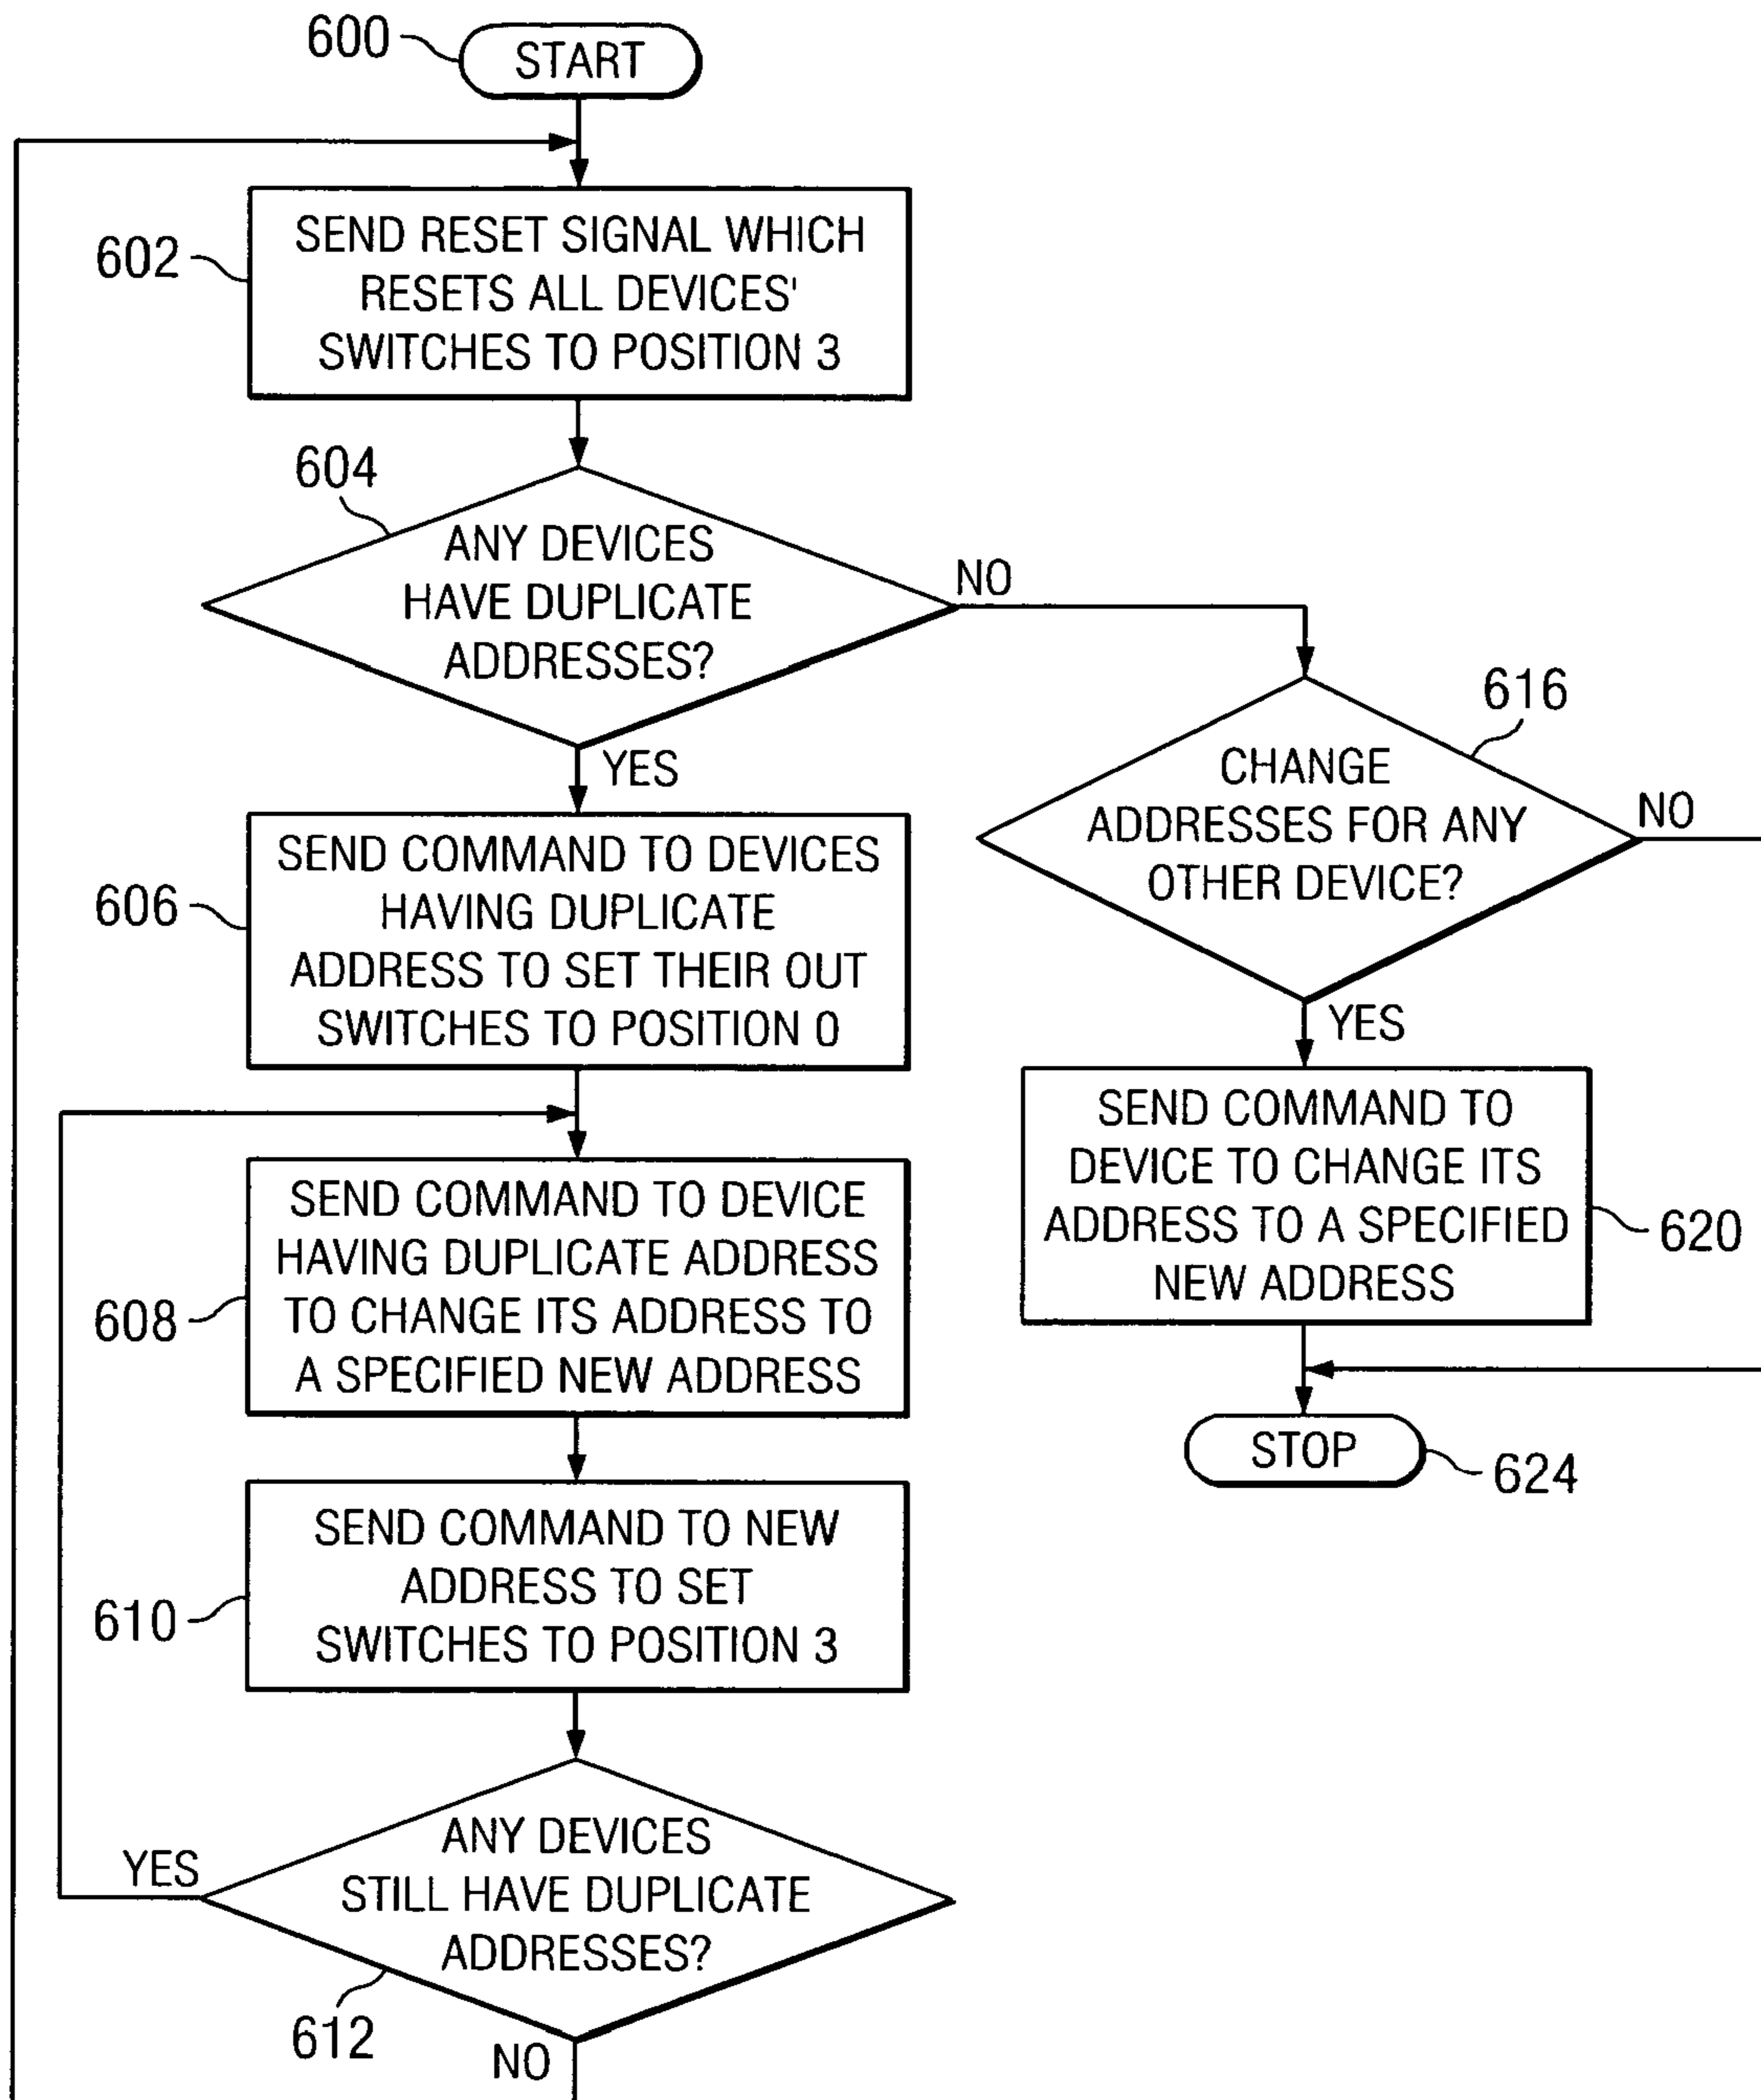 600
START
602
SEND RESET SIGNAL WHICH
RESETS ALL DEVICES'
SWITCHES TO POSITION 3
604
ANY DEVICES
HAVE DUPLICATE
ADDRESSES?
NO
YES
606
SEND COMMAND TO DEVICES
HAVING DUPLICATE
ADDRESS TO SET THEIR OUT
SWITCHES TO POSITION 0
608
SEND COMMAND TO DEVICE
HAVING DUPLICATE ADDRESS
TO CHANGE ITS ADDRESS TO
A SPECIFIED NEW ADDRESS
610
SEND COMMAND TO NEW
ADDRESS TO SET
SWITCHES TO POSITION 3
YES
ANY DEVICES
STILL HAVE DUPLICATE
ADDRESSES?
612
NO
616
CHANGE
ADDRESSES FOR ANY
OTHER DEVICE?
NO
YES
SEND COMMAND TO
DEVICE TO CHANGE ITS
ADDRESS TO A SPECIFIED
NEW ADDRESS
620
STOP
624